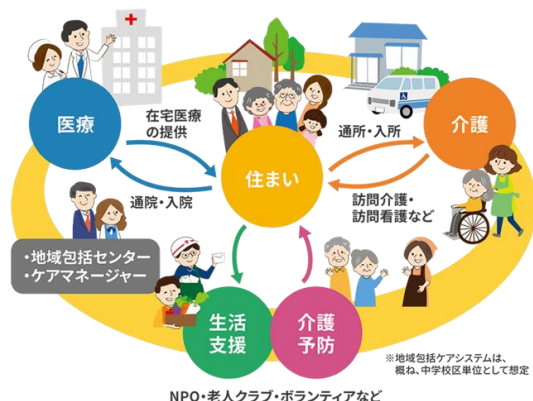 医療
在宅医療
の提供
通院・入院
住まい
通所・入所
訪問介護・
訪問看護など
介護
・地域包括センター
・ケアマネージャー
生活
支援
介護
予防
※地域包括ケアシステムは、
概ね、中学校区単位として想定
NPO・老人クラブ・ボランティアなど